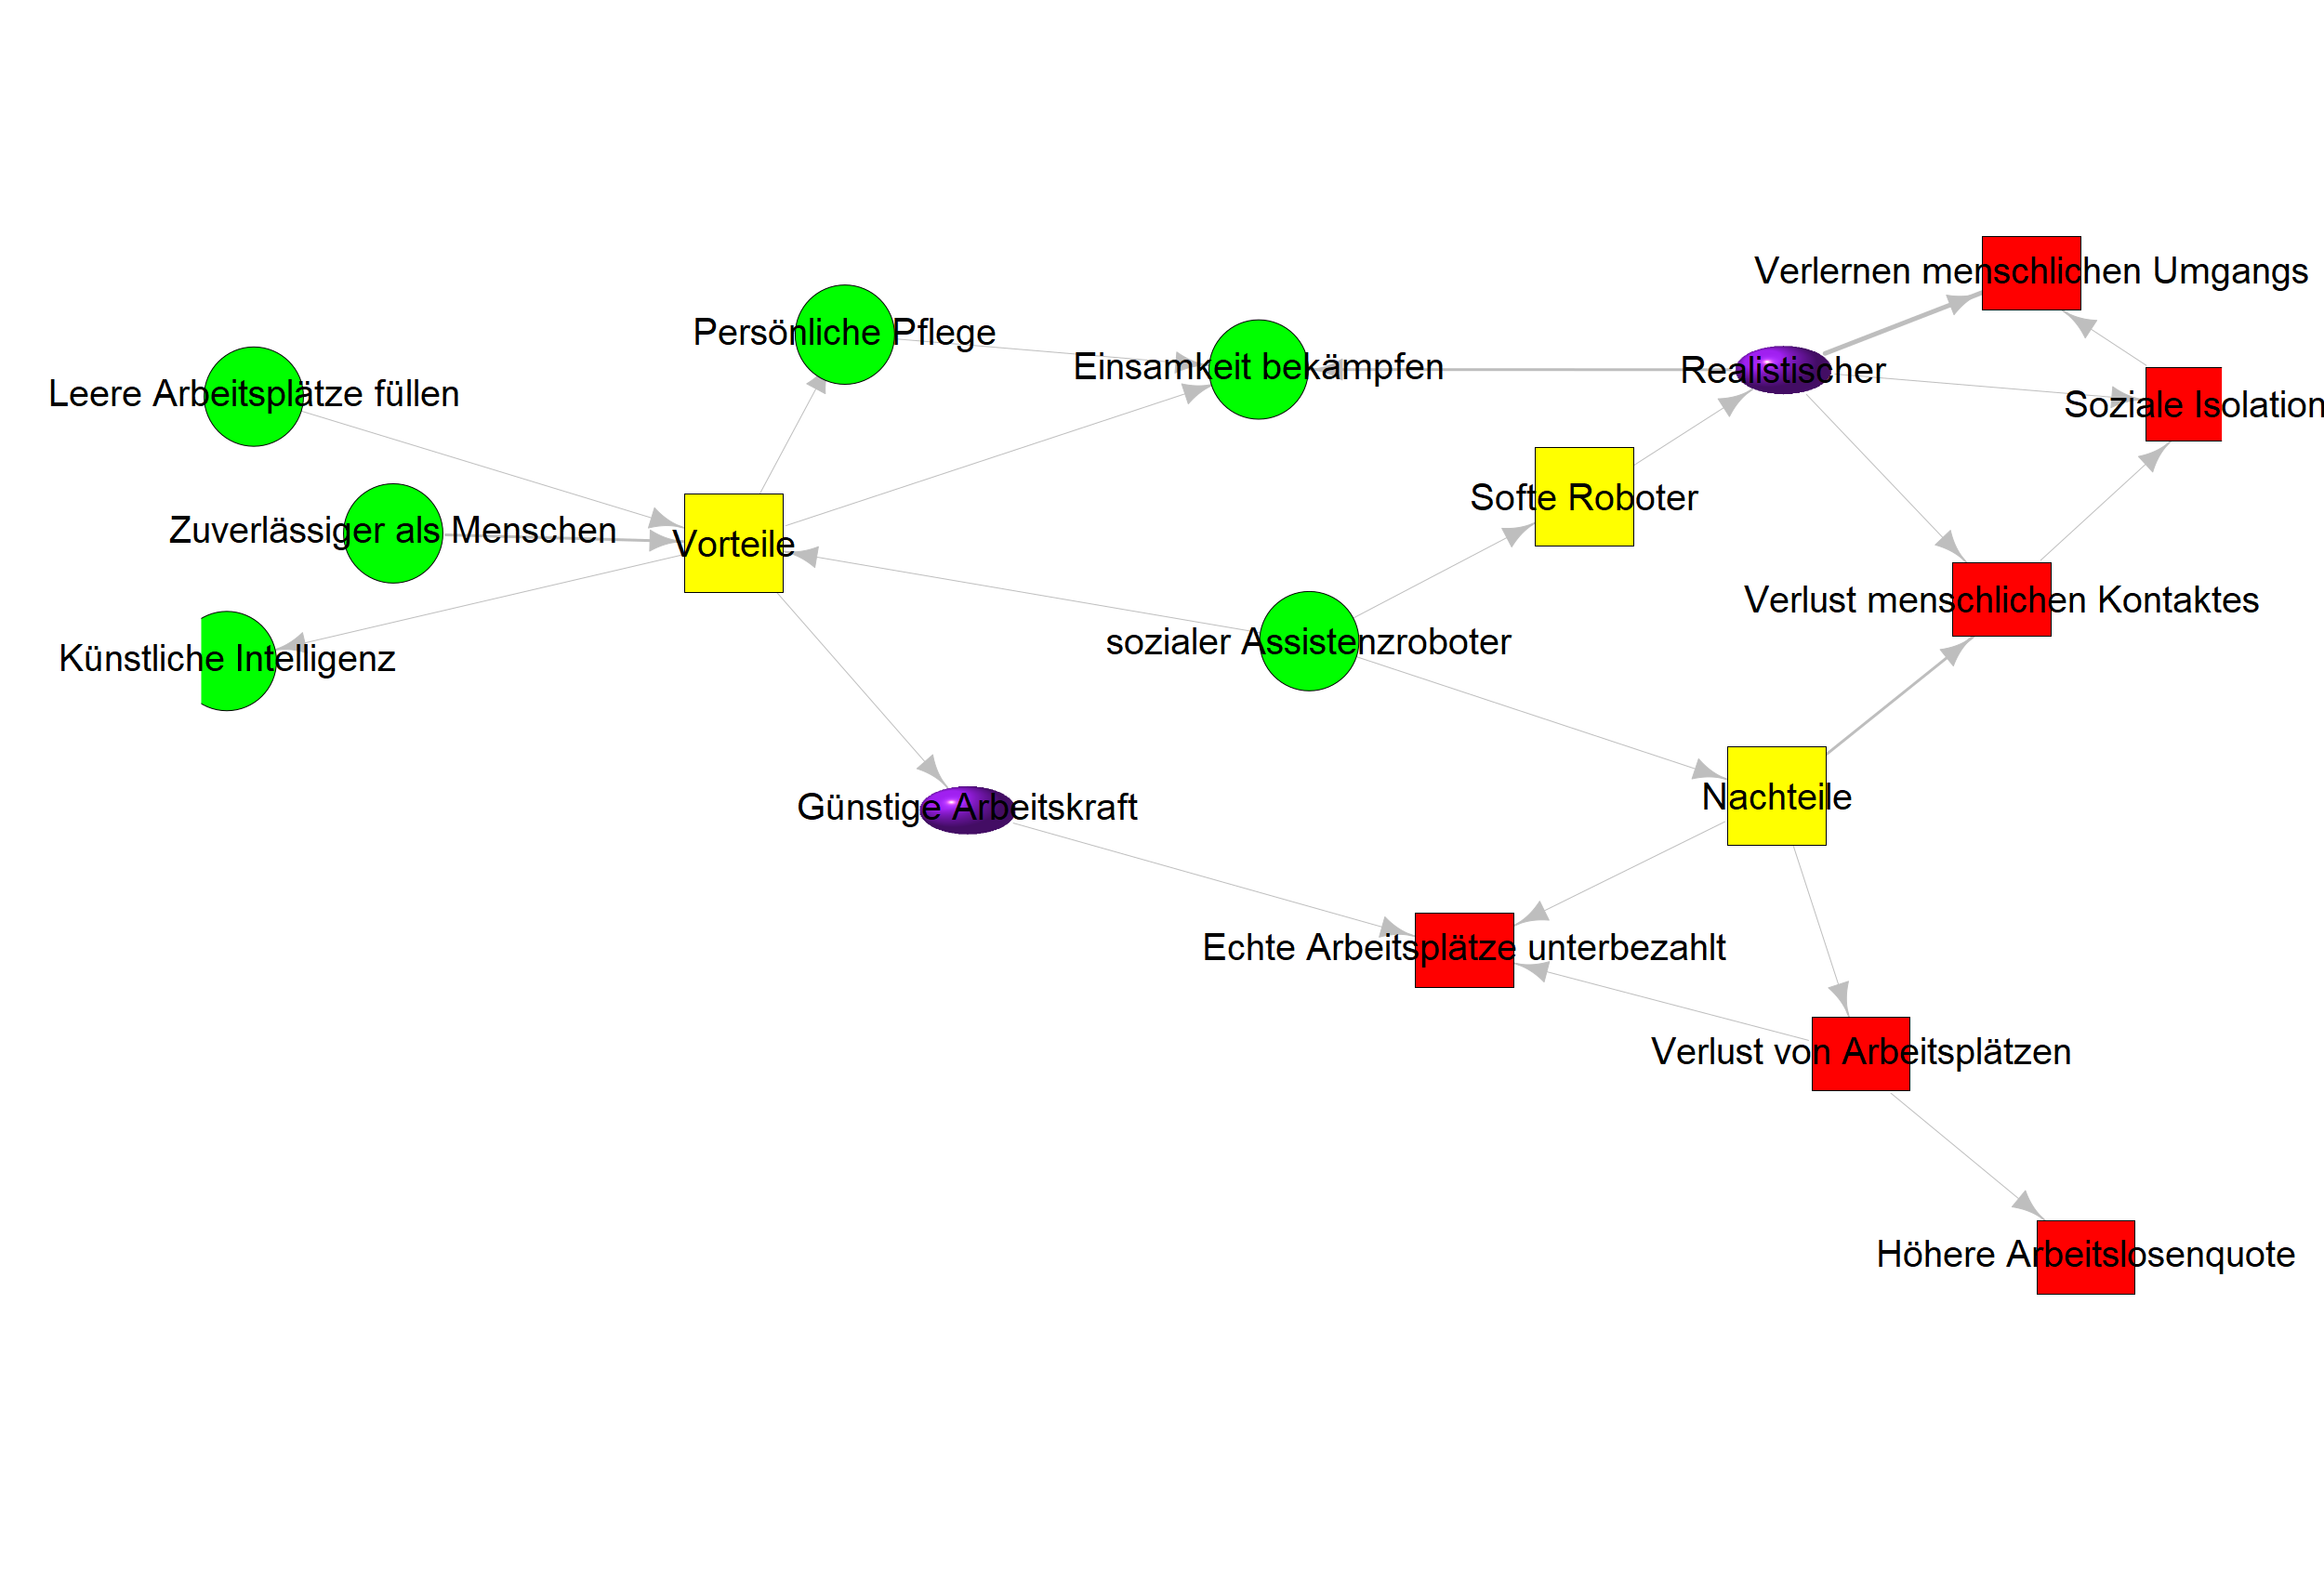 Verlernen menschlichen Umgangs
Persönliche Pflege
Einsamkeit bekämpfen
Realistischer
Leere Arbeitsplätze füllen
Soziale Isolation
Softe Roboter
Zuverlässiger als Menschen
Vorteile
Verlust menschlichen Kontaktes
sozialer Assistenzroboter
Künstliche Intelligenz
Nachteile
Günstige Arbeitskraft
Echte Arbeitsplätze unterbezahlt
Verlust von Arbeitsplätzen
Höhere Arbeitslosenquote